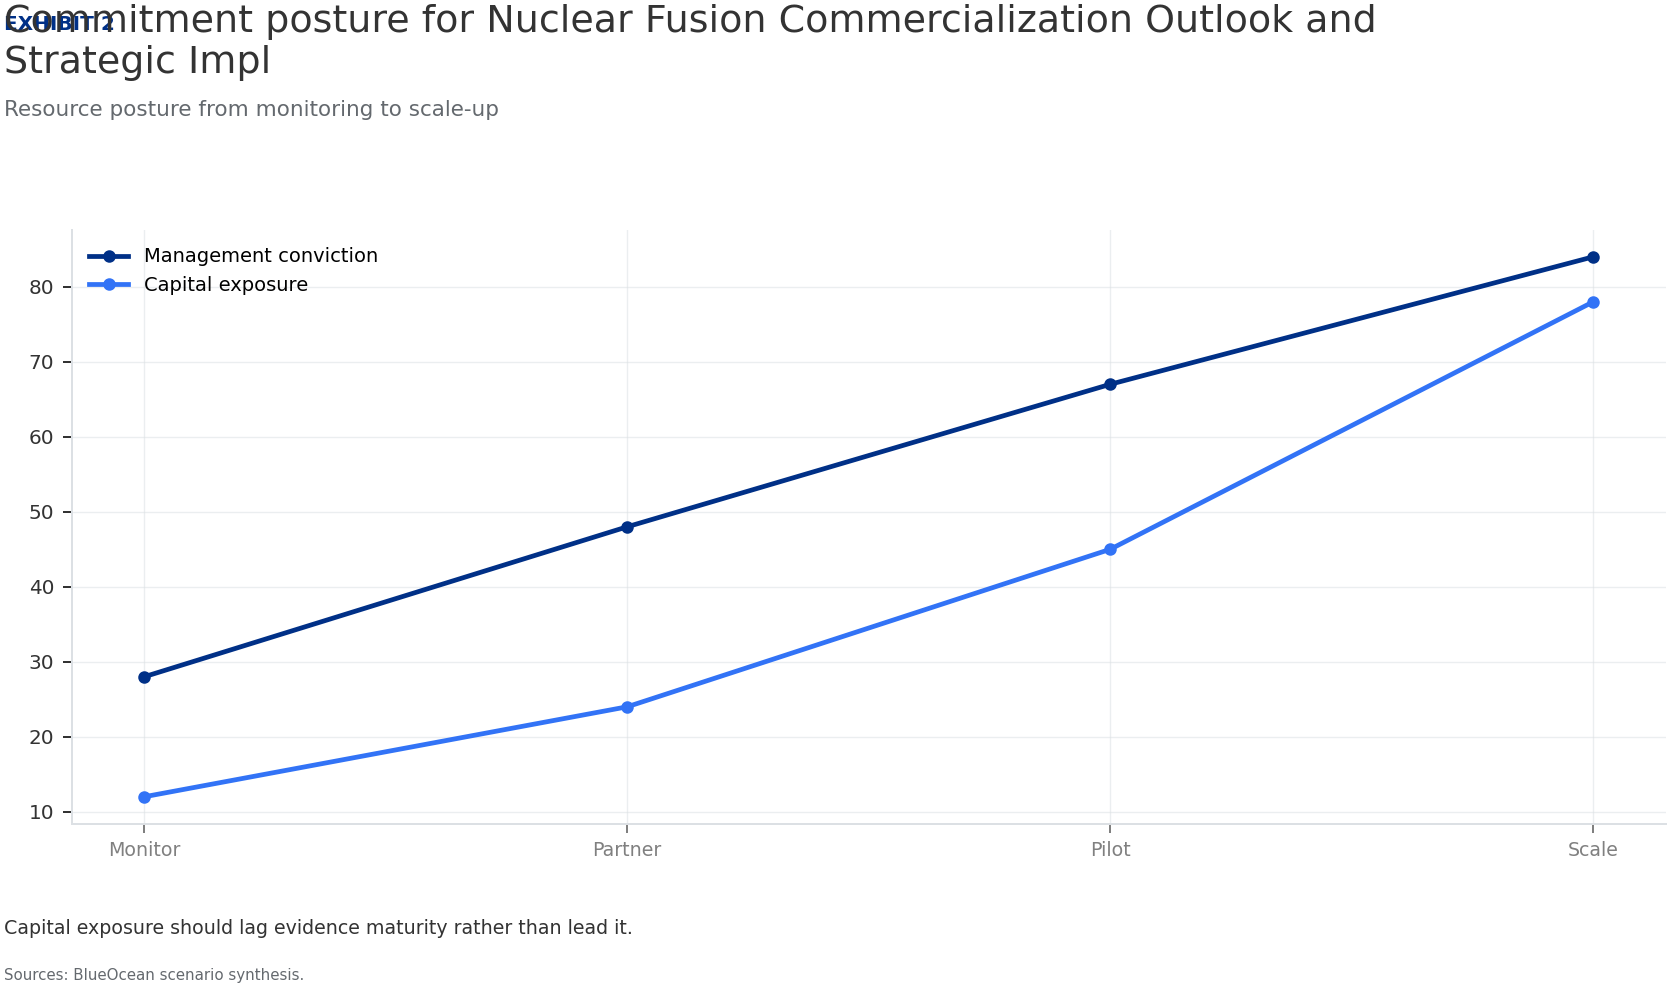 EXHIBIT 2
Commitment posture for Nuclear Fusion Commercialization Outlook and
Strategic Impl
Resource posture from monitoring to scale-up
Management conviction
Capital exposure
80
70
60
50
40
30
20
10
Monitor Partner Pilot Scale
Capital exposure should lag evidence maturity rather than lead it.
Sources: BlueOcean scenario synthesis.